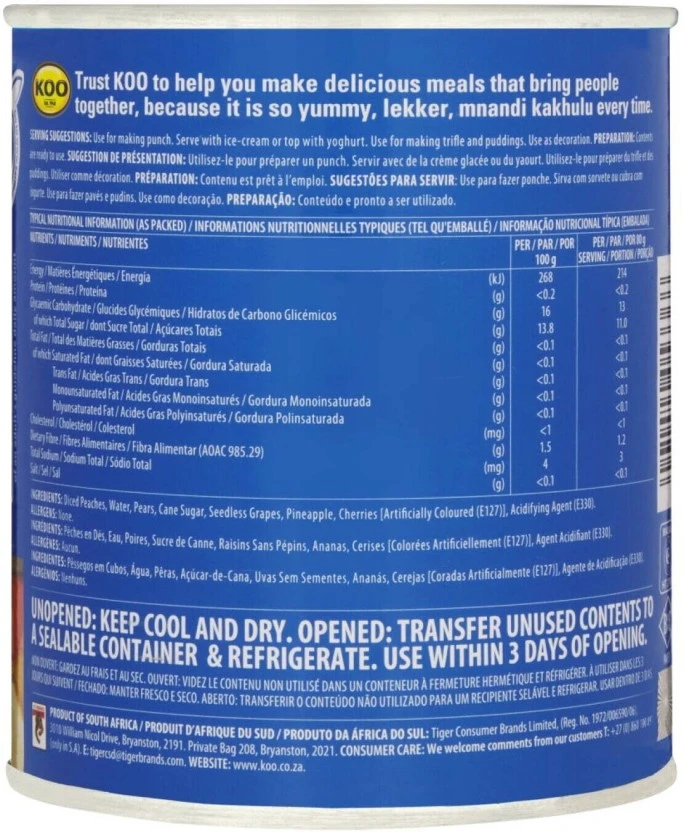 KOO
Trust KOO to help you make delicious meals that bring people
together, because it is so yummy, lekker, mnandi kakhulu every time.
SERVING SUGGESTIONS: Use for making punch. Serve with ice-cream or top with yoghurt. Use for making trifle and puddings. Use as decoration. PREPARATION: Contents
are ready to use. SUGGESTION DE PRÉSENTATION: Utilisez-le pour préparer un punch. Servir avec de la crème glacée ou du yaourt. Utilisez-le pour préparer du trifle et des
puddings. Utiliser comme décoration. PRÉPARATION: Contenu est prêt à l'emploi. SUGESTÕES PARA SERVIR: Use para fazer ponche. Sirva com sorvete ou cubra com
iogurte. Use para fazer pavés e pudins. Use como decoração. PREPARAÇÃO: Conteúdo e pronto a ser utilizado.
TYPICAL NUTRITIONAL INFORMATION (AS PACKED) / INFORMATIONS NUTRITIONNELLES TYPIQUES (TEL QU'EMBALLÉ) / INFORMAÇÃO NUTRICIONAL TÍPICA (EMBALADA)
NUTRIENTS / NUTRIMENTS / NUTRIENTES PER / PAR / POR 100 g PER / PAR / POR 80 g SERVING / PORTION / PORÇÃO
Energy / Matières Énergétiques / Energia (kJ) 268 214
Protein / Protéines / Proteína (g) <0.2 <0.2
Glycaemic Carbohydrate / Glucides Glycémiques / Hidratos de Carbono Glicémicos (g) 16 13
of which Total Sugar / dont Sucre Total / Açúcares Totais (g) 13.8 11.0
Total Fat / Total des Matières Grasses / Gorduras Totais (g) <0.1 <0.1
of which Saturated Fat / dont Graisses Saturées / Gordura Saturada (g) <0.1 <0.1
Trans Fat / Acides Gras Trans / Gordura Trans (g) <0.1 <0.1
Monounsaturated Fat / Acides Gras Monoinsaturés / Gordura Monoinsaturada (g) <0.1 <0.1
Polyunsaturated Fat / Acides Gras Polyinsaturés / Gordura Polinsaturada (g) <0.1 <0.1
Cholesterol / Cholestérol / Colesterol (mg) <1 <1
Dietary Fibre / Fibres Alimentaires / Fibra Alimentar (AOAC 985.29) (g) 1.5 1.2
Total Sodium / Sodium Total / Sódio Total (mg) 4 3
Salt / Sel / Sal (g) <0.1 <0.1
INGREDIENTS: Diced Peaches, Water, Pears, Cane Sugar, Seedless Grapes, Pineapple, Cherries [Artificially Coloured (E127)], Acidifying Agent (E330).
ALLERGENS: None.
INGRÉDIENTS: Pêches en Dés, Eau, Poires, Sucre de Canne, Raisins Sans Pépins, Ananas, Cerises [Colorées Artificiellement (E127)], Agent Acidifiant (E330).
ALLERGÈNES: Aucun.
INGREDIENTES: Pêssegos em Cubos, Água, Pêras, Açúcar-de-Cana, Uvas Sem Sementes, Ananás, Cerejas [Coradas Artificialmente (E127)], Agente de Acidificação (E330).
ALERGÉNIOS: Nenhuns.
UNOPENED: KEEP COOL AND DRY. OPENED: TRANSFER UNUSED CONTENTS TO
A SEALABLE CONTAINER & REFRIGERATE. USE WITHIN 3 DAYS OF OPENING.
NON OUVERT: GARDEZ AU FRAIS ET AU SEC. OUVERT: VIDEZ LE CONTENU NON UTILISÉ DANS UN CONTENEUR À FERMETURE HERMÉTIQUE ET RÉFRIGÉRER. À UTILISER DANS LES 3
JOURS QUI SUIVENT / FECHADO: MANTER FRESCO E SECO. ABERTO: TRANSFERIR O CONTEÚDO NÃO UTILIZADO PARA UM RECIPIENTE SELÁVEL E REFRIGERAR. USAR DENTRO DE 3 DIAS
PRODUCT OF SOUTH AFRICA / PRODUIT D'AFRIQUE DU SUD / PRODUTO DA ÁFRICA DO SUL: Tiger Consumer Brands Limited, (Reg. No. 1972/006590/06).
3010 William Nicol Drive, Bryanston, 2191. Private Bag 208, Bryanston, 2021. CONSUMER CARE: We welcome comments from our customers T: +27 (0) 860
(only in S.A). E: tigercsd@tigerbrands.com. WEBSITE: www.koo.co.za.